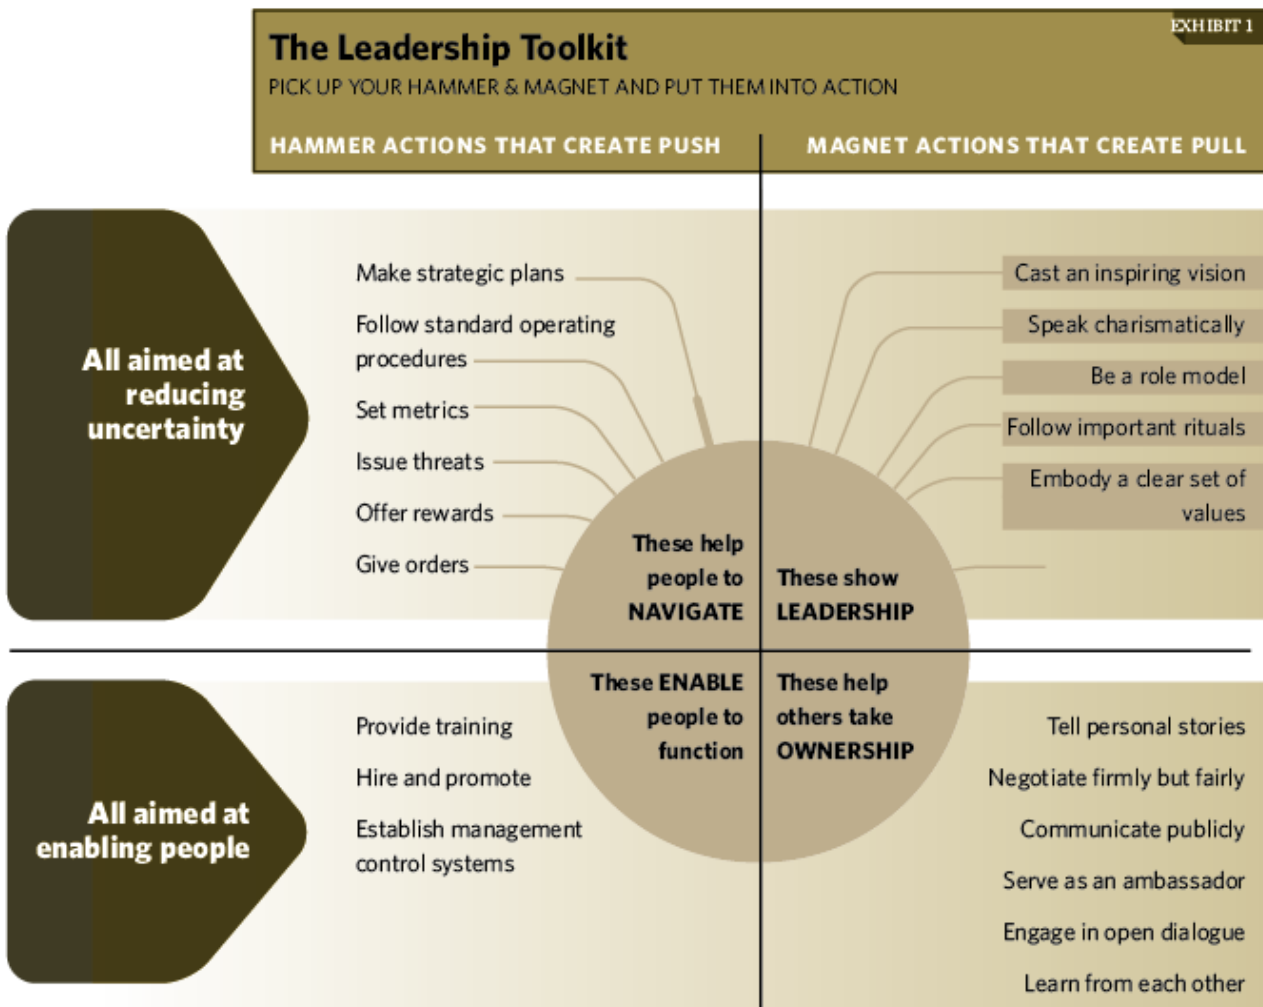 EXHIBIT 1
The Leadership Toolkit
PICK UP YOUR HAMMER & MAGNET AND PUT THEM INTO ACTION
HAMMER ACTIONS THAT CREATE PUSH
MAGNET ACTIONS THAT CREATE PULL
All aimed at
reducing
uncertainty
Make strategic plans
Follow standard operating
procedures
Set metrics
Issue threats
Offer rewards
Give orders
Cast an inspiring vision
Speak charismatically
Be a role model
Follow important rituals
Embody a clear set of
values
These help
people to
NAVIGATE
These show
LEADERSHIP
These ENABLE
people to
function
These help
others take
OWNERSHIP
All aimed at
enabling people
Provide training
Hire and promote
Establish management
control systems
Tell personal stories
Negotiate firmly but fairly
Communicate publicly
Serve as an ambassador
Engage in open dialogue
Learn from each other